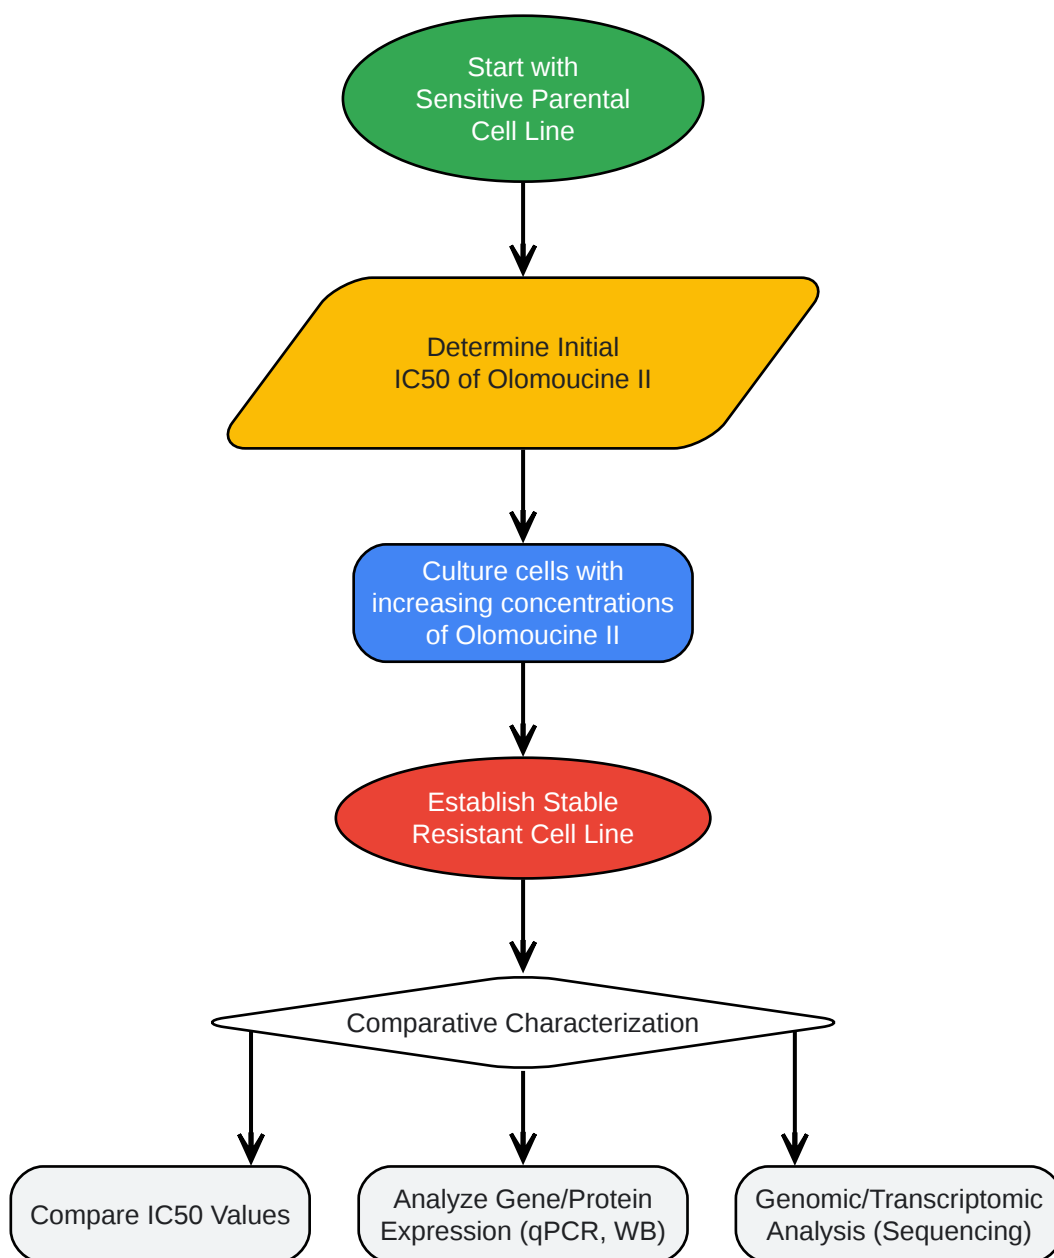 Start with
Sensitive Parental
Cell Line
Determine Initial
IC50 of Olomoucine II
Culture cells with
increasing concentrations
of Olomoucine II
Establish Stable
Resistant Cell Line
Comparative Characterization
Compare IC50 Values
Analyze Gene/Protein
Expression (qPCR, WB)
Genomic/Transcriptomic
Analysis (Sequencing)